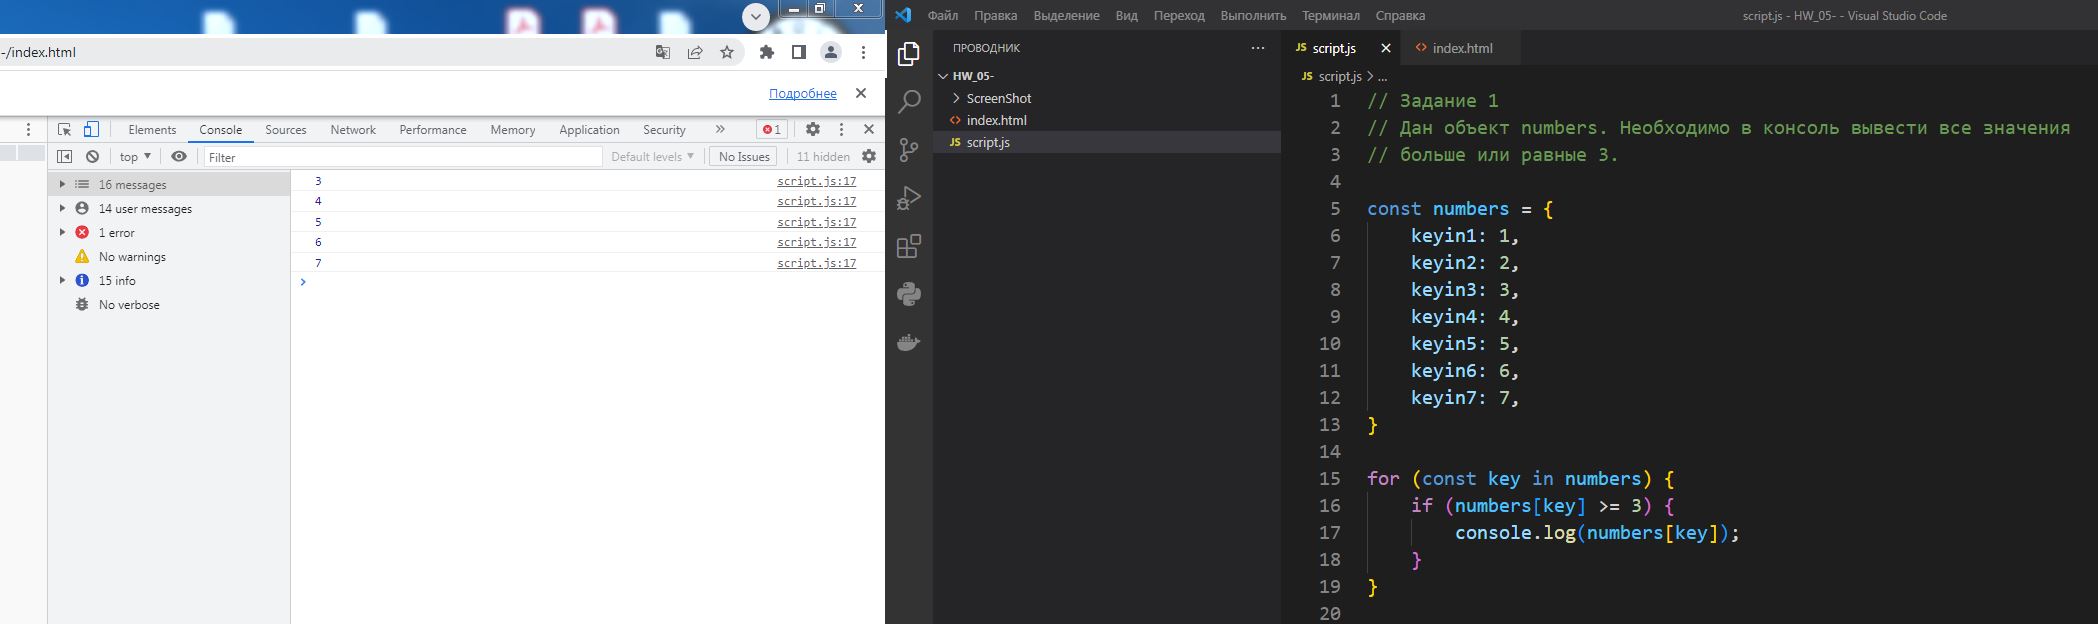 -/index.html
Подробнее
Elements Console Sources Network Performance Memory Application Security 1
top Filter Default levels No Issues 11 hidden
16 messages
14 user messages
1 error
No warnings
15 info
No verbose
3 script.js:17
4 script.js:17
5 script.js:17
6 script.js:17
7 script.js:17
Файл Правка Выделение Вид Переход Выполнить Терминал Справка script.js - HW_05- - Visual Studio Code
ПРОВОДНИК ...
HW_05-
ScreenShot
<> index.html
JS script.js
JS script.js <> index.html
JS script.js > ...
1 // Задание 1
2 // Дан объект numbers. Необходимо в консоль вывести все значения
3 // больше или равные 3.
4
5 const numbers = {
6 keyin1: 1,
7 keyin2: 2,
8 keyin3: 3,
9 keyin4: 4,
10 keyin5: 5,
11 keyin6: 6,
12 keyin7: 7,
13 }
14
15 for (const key in numbers) {
16 if (numbers[key] >= 3) {
17 console.log(numbers[key]);
18 }
19 }
20